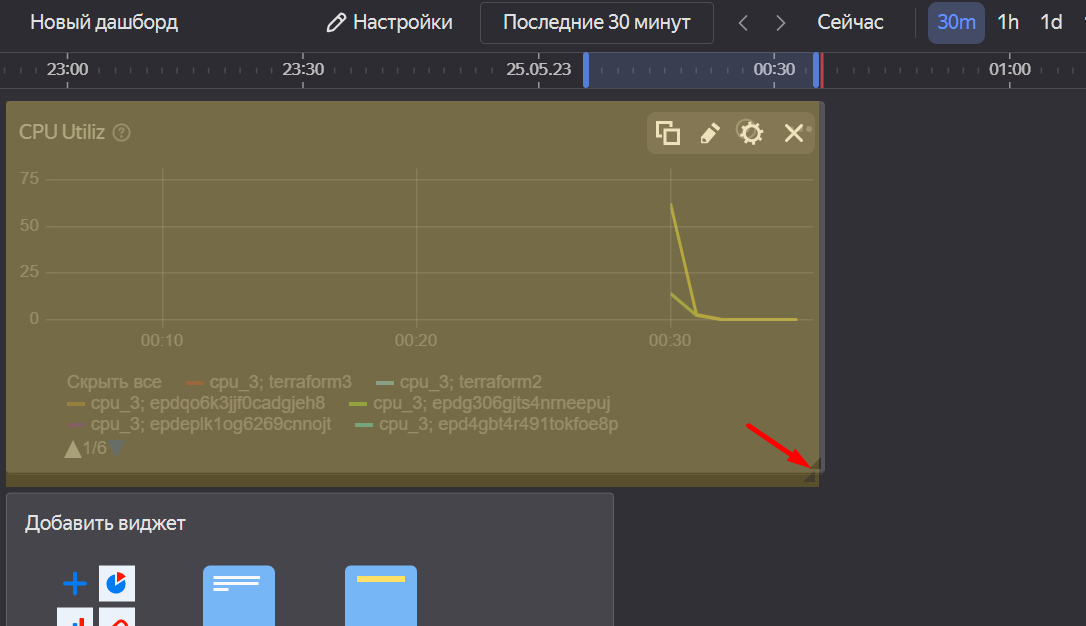 Новый дашборд Настройки Последние 30 минут Сейчас 30m 1h 1d
23:00 23:30 25.05.23 00:30 01:00
CPU Utiliz ?
75
50
25
0
00:10 00:20 00:30
Скрыть все cpu_3; terraform3 cpu_3; terraform2
cpu_3; epdqo6k3jjf0cadgjeh8 cpu_3; epdg306gjts4nrneepuj
cpu_3; epdeplk1og6269cnnojt cpu_3; epd4gbt4r491tokfoe8p
1/6
Добавить виджет